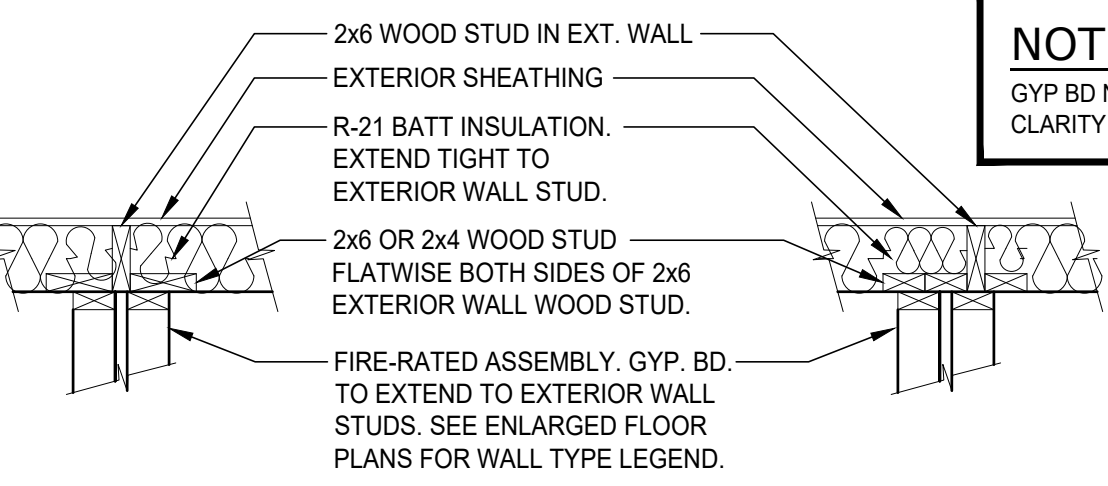 2x6 WOOD STUD IN EXT. WALL
EXTERIOR SHEATHING
R-21 BATT INSULATION.
EXTEND TIGHT TO
EXTERIOR WALL STUD.
2x6 OR 2x4 WOOD STUD
FLATWISE BOTH SIDES OF 2x6
EXTERIOR WALL WOOD STUD.
FIRE-RATED ASSEMBLY. GYP. BD.
TO EXTEND TO EXTERIOR WALL
STUDS. SEE ENLARGED FLOOR
PLANS FOR WALL TYPE LEGEND.
NOT
GYP BD
CLARITY